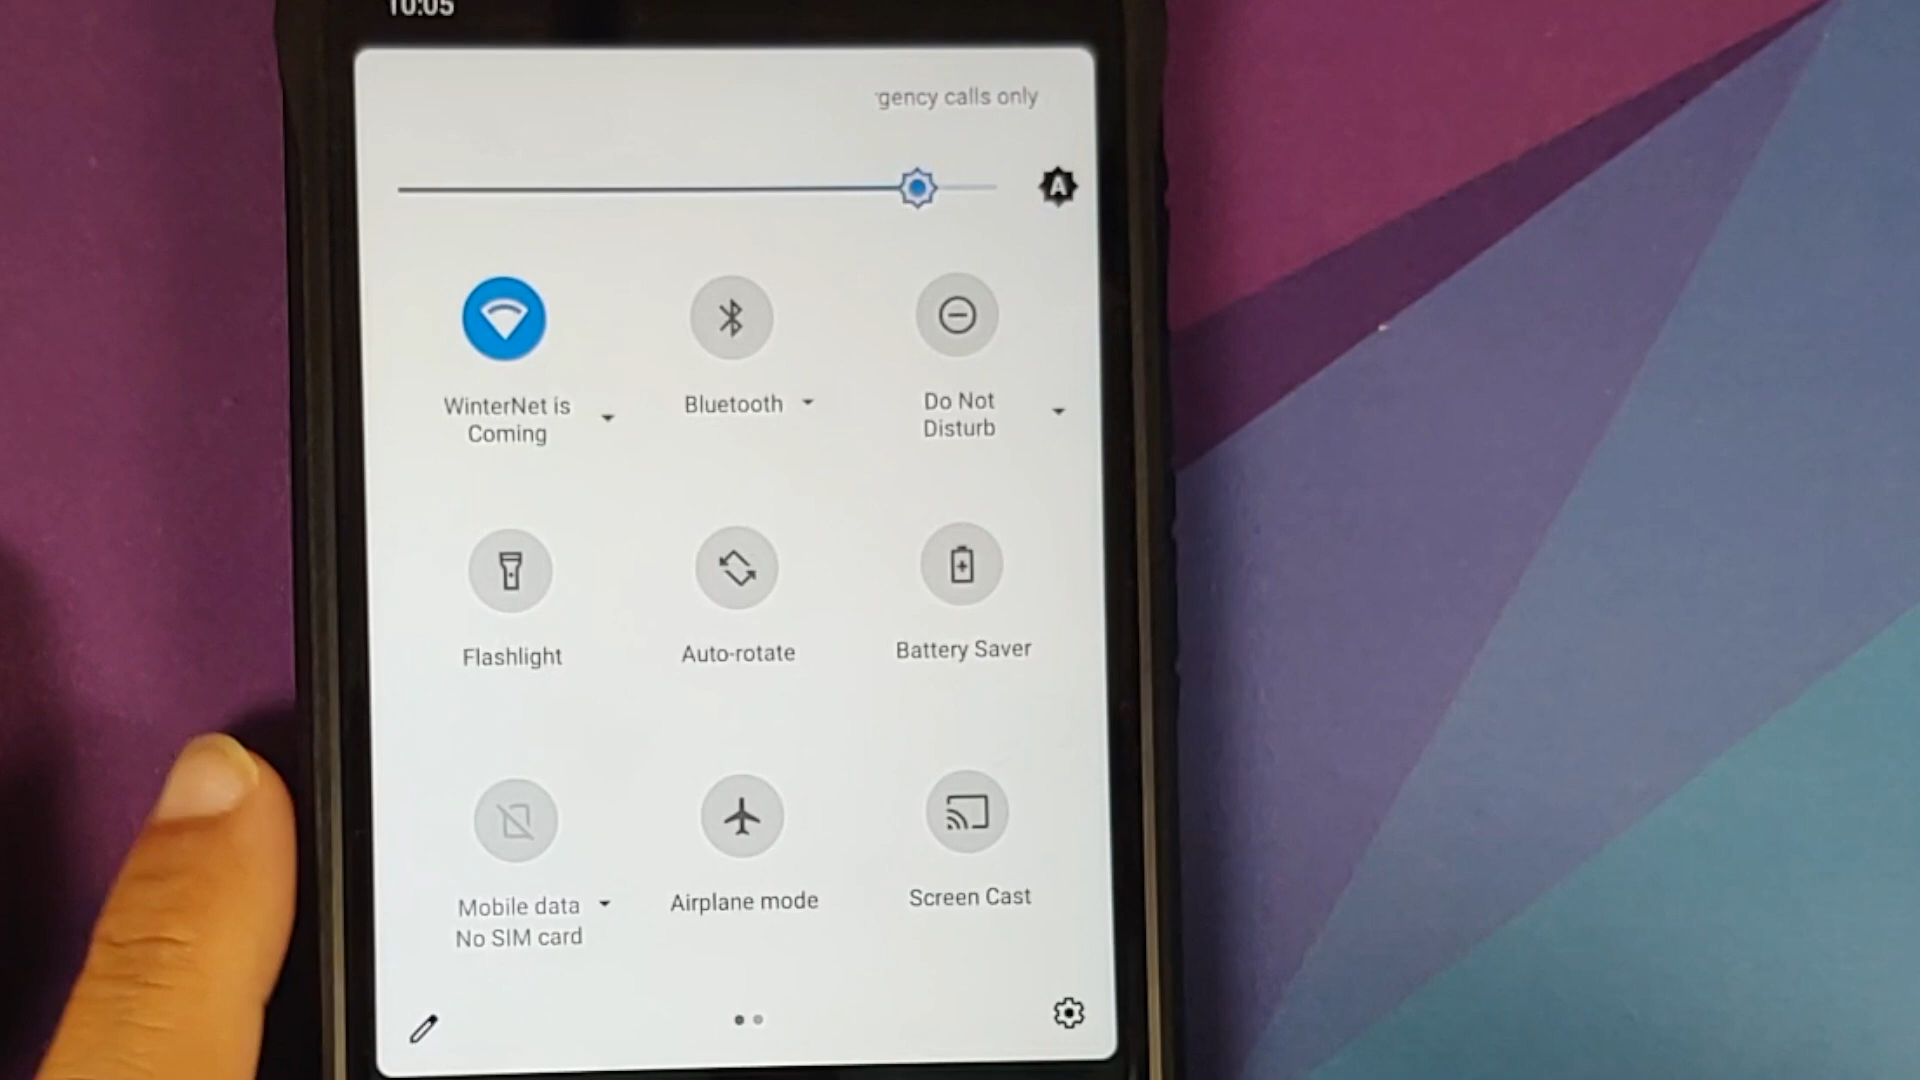 10:05
gency calls only
A
WinterNet is
Coming
Bluetooth
Do Not
Disturb
Flashlight
Auto-rotate
Battery Saver
Mobile data
No SIM card
Airplane mode
Screen Cast